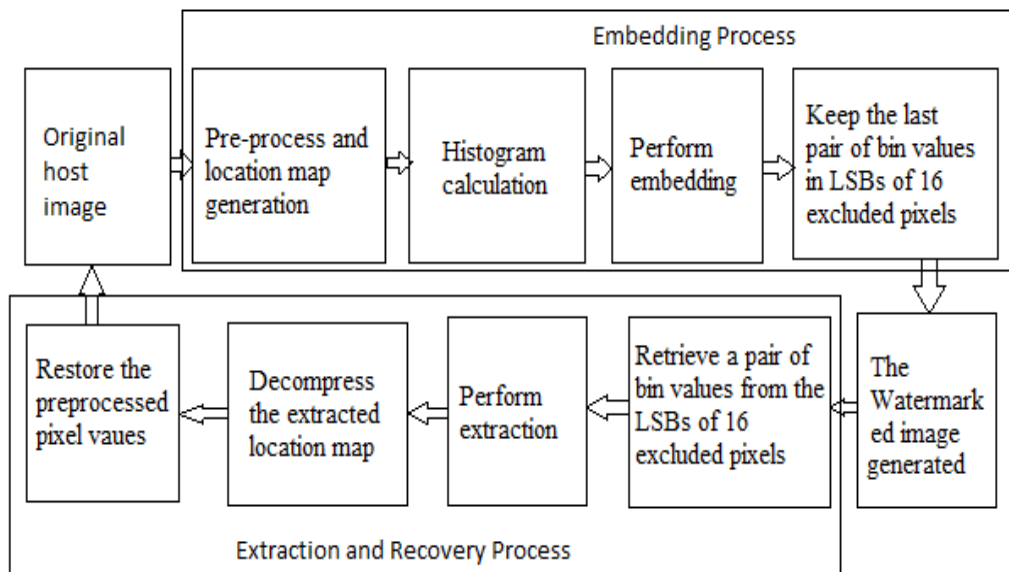 Embedding Process
Original
host
image
Pre-process and
location map
generation
Histogram
calculation
Perform
embedding
Keep the last
pair of bin values
in LSBs of 16
excluded pixels
The
Watermark
ed image
generated
Retrieve a pair of
bin values from the
LSBs of 16
excluded pixels
Perform
extraction
Decompress
the extracted
location map
Restore the
preprocessed
pixel vaues
Extraction and Recovery Process